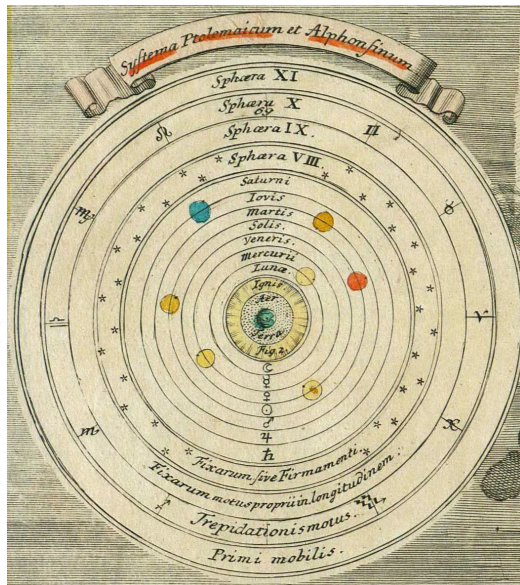 Systema Ptolemaicum et Alphonsinum
Sphæra XI
Sphæra X
♋
Sphæra IX.
♌ ♊
Sphæra VIII.
Saturni
Iovis
Martis
Solis.
Veneris.
Mercurii
Lunæ.
Ignis
Aer.
Terra
Fig. 2.
♍ ♉
♎ ♈
♏ ♓
☾
☿
♀
☉
♂
♃
♄
Fixarum sive Firmamenti.
Fixarum motus proprii in longitudinem:
♐
Trepidationis motus.
Primi mobilis.